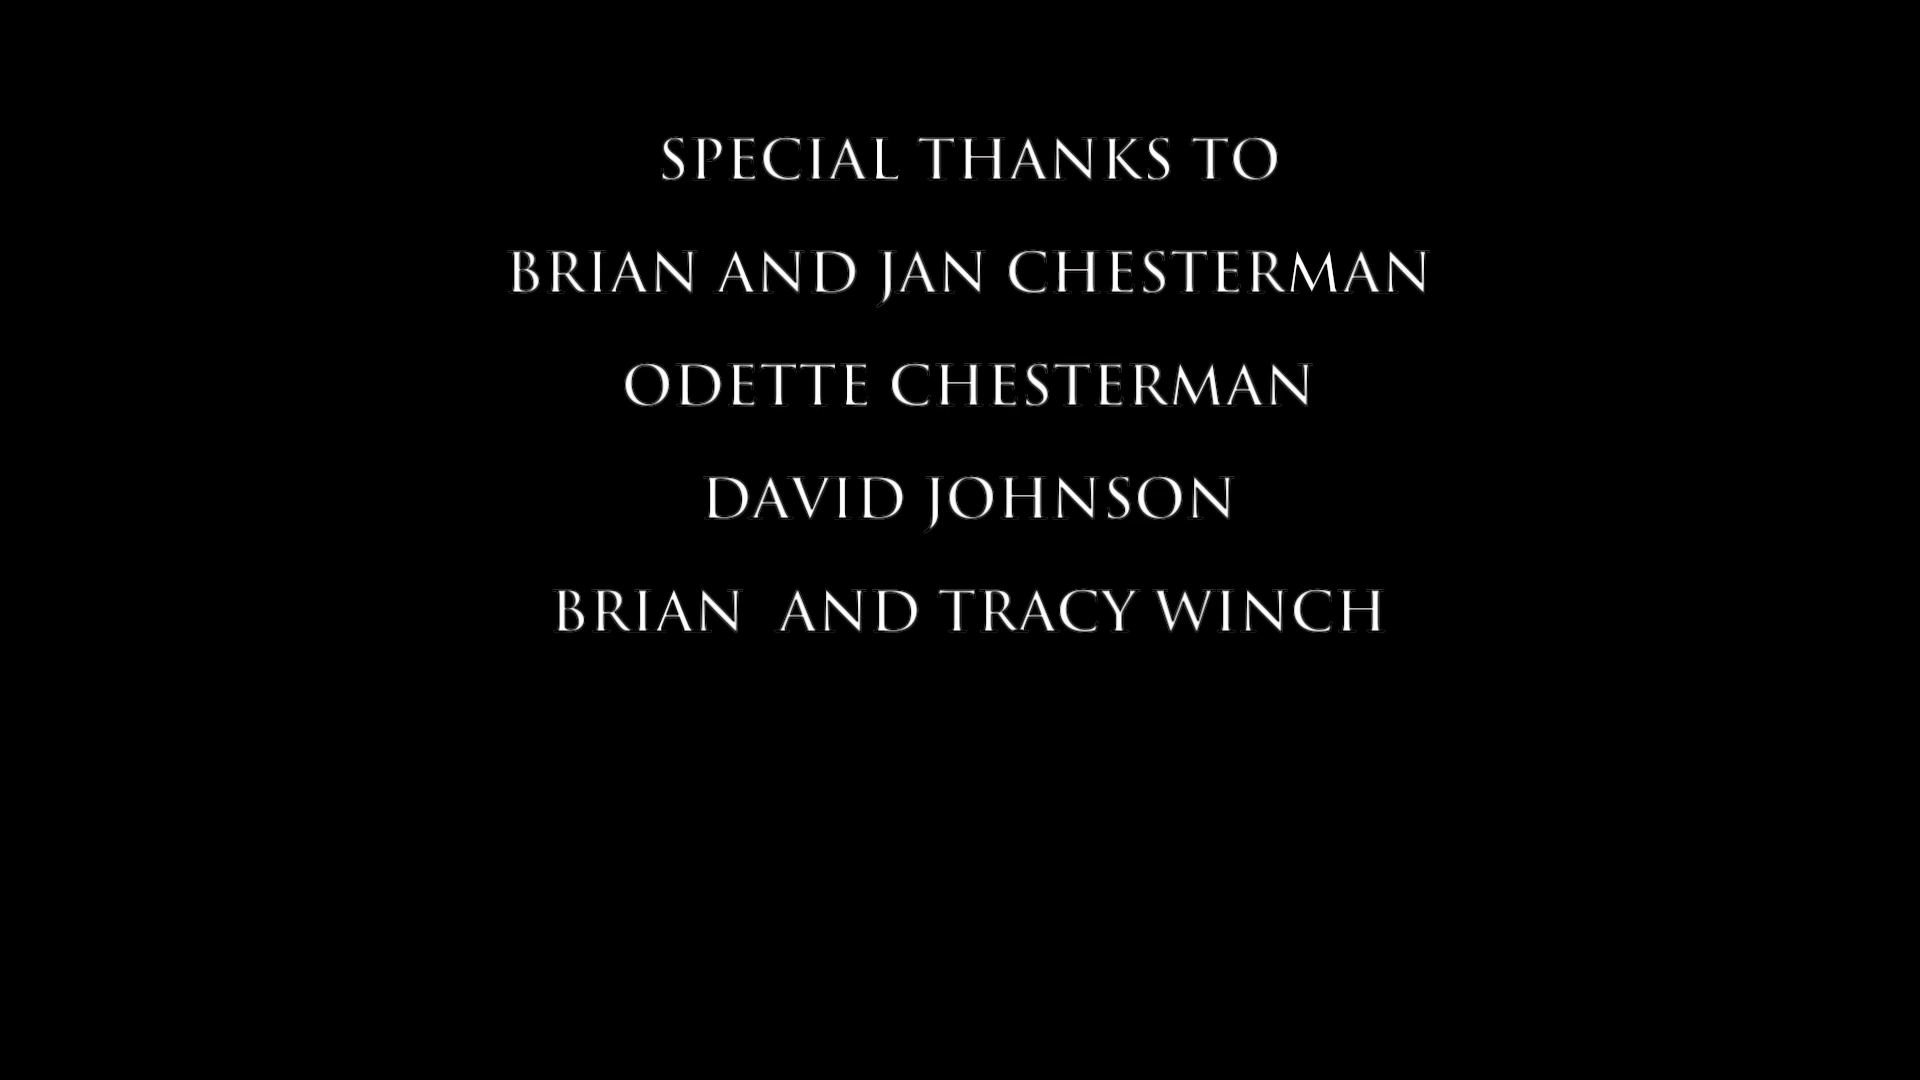 SPECIAL THANKS TO
BRIAN AND JAN CHESTERMAN
ODETTE CHESTERMAN
DAVID JOHNSON
BRIAN  AND TRACY WINCH